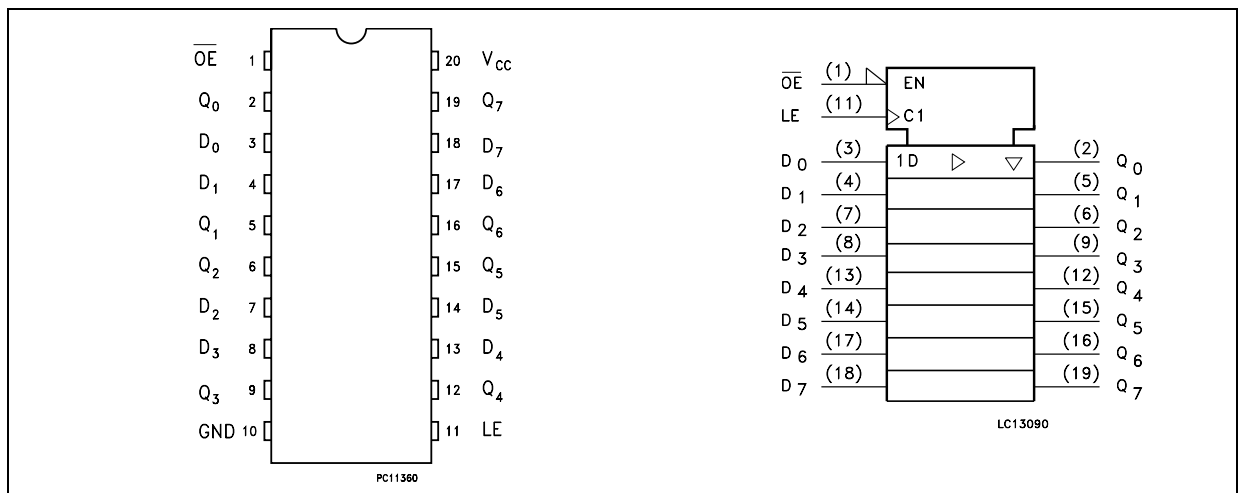 OE 1 20 VCC
Q0 2 19 Q7
D0 3 18 D7
D1 4 17 D6
Q1 5 16 Q6
Q2 6 15 Q5
D2 7 14 D5
D3 8 13 D4
Q3 9 12 Q4
GND 10 11 LE
PC11360
OE (1) EN
LE (11) C1
D0 (3) 1D (2) Q0
D1 (4) (5) Q1
D2 (7) (6) Q2
D3 (8) (9) Q3
D4 (13) (12) Q4
D5 (14) (15) Q5
D6 (17) (16) Q6
D7 (18) (19) Q7
LC13090